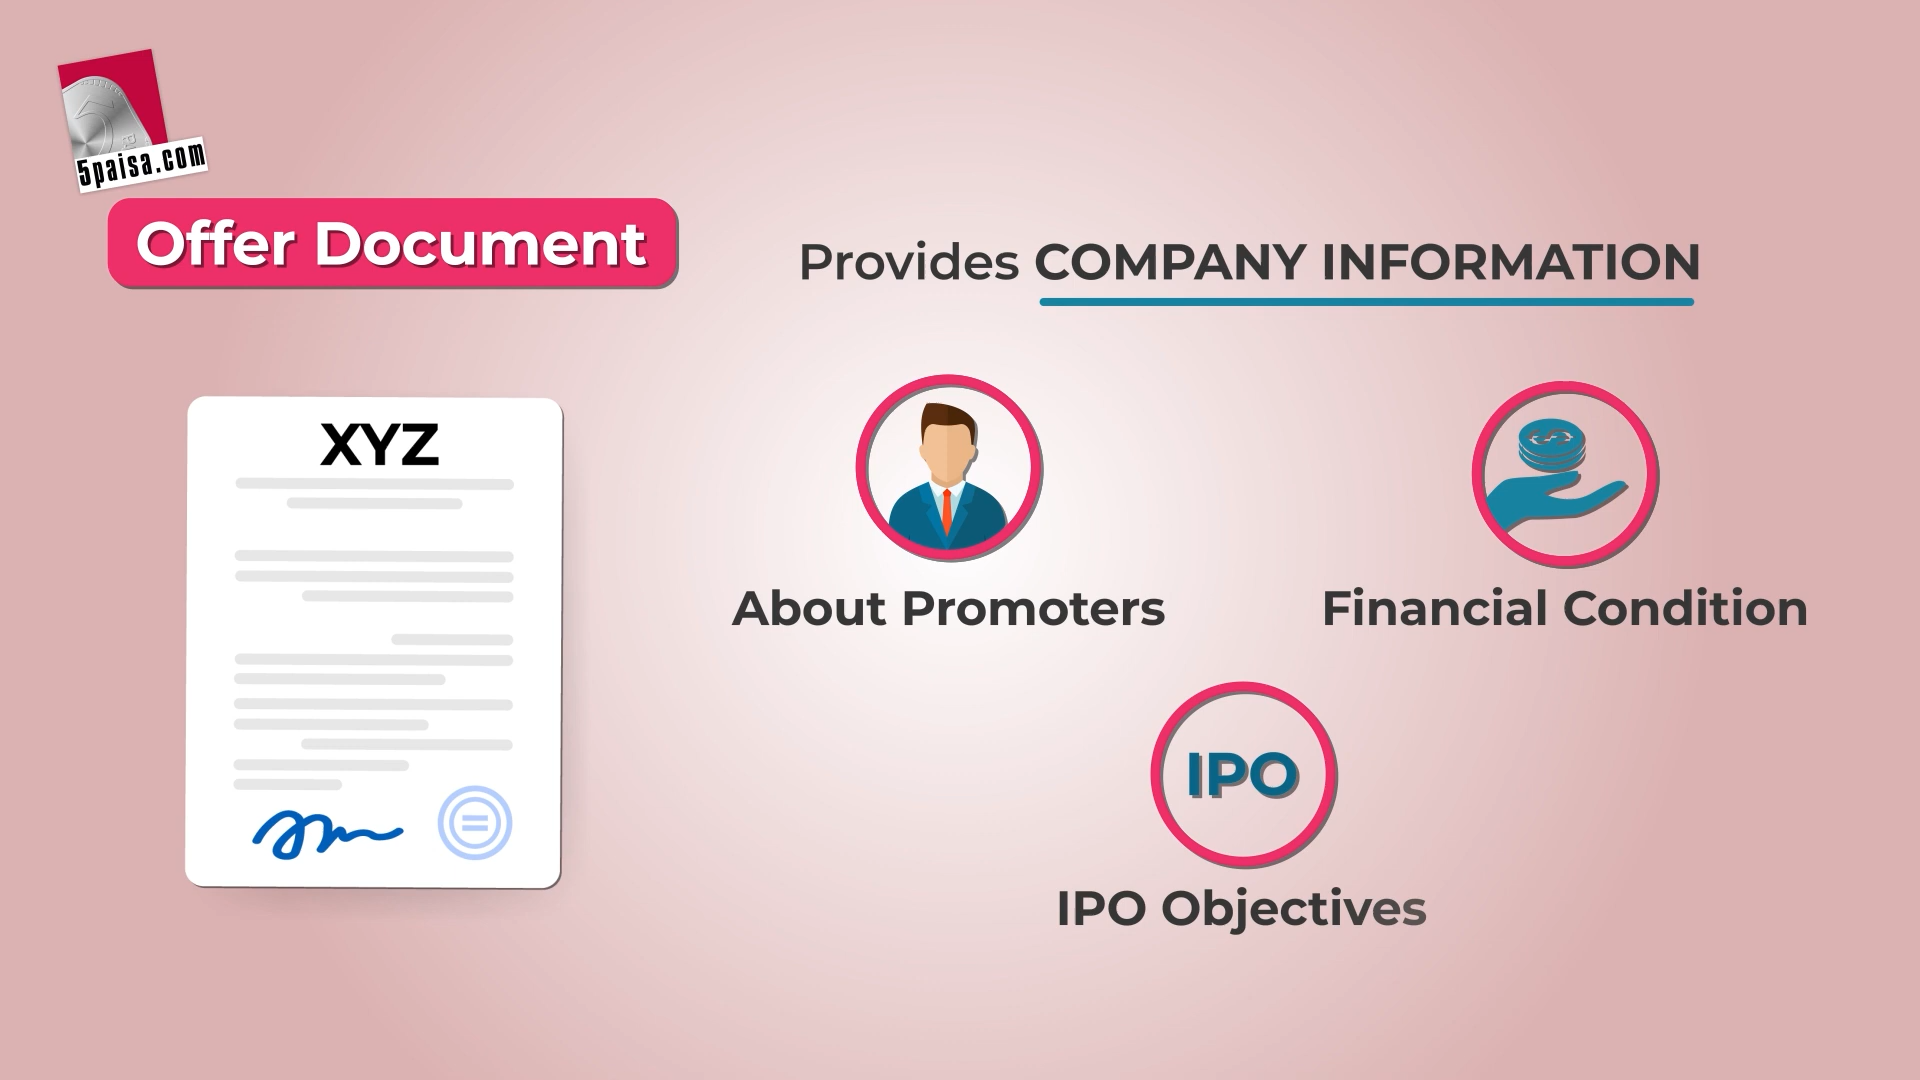 5paisa.com
Offer Document
Provides COMPANY INFORMATION
XYZ
About Promoters
Financial Condition
IPO
IPO Objectives